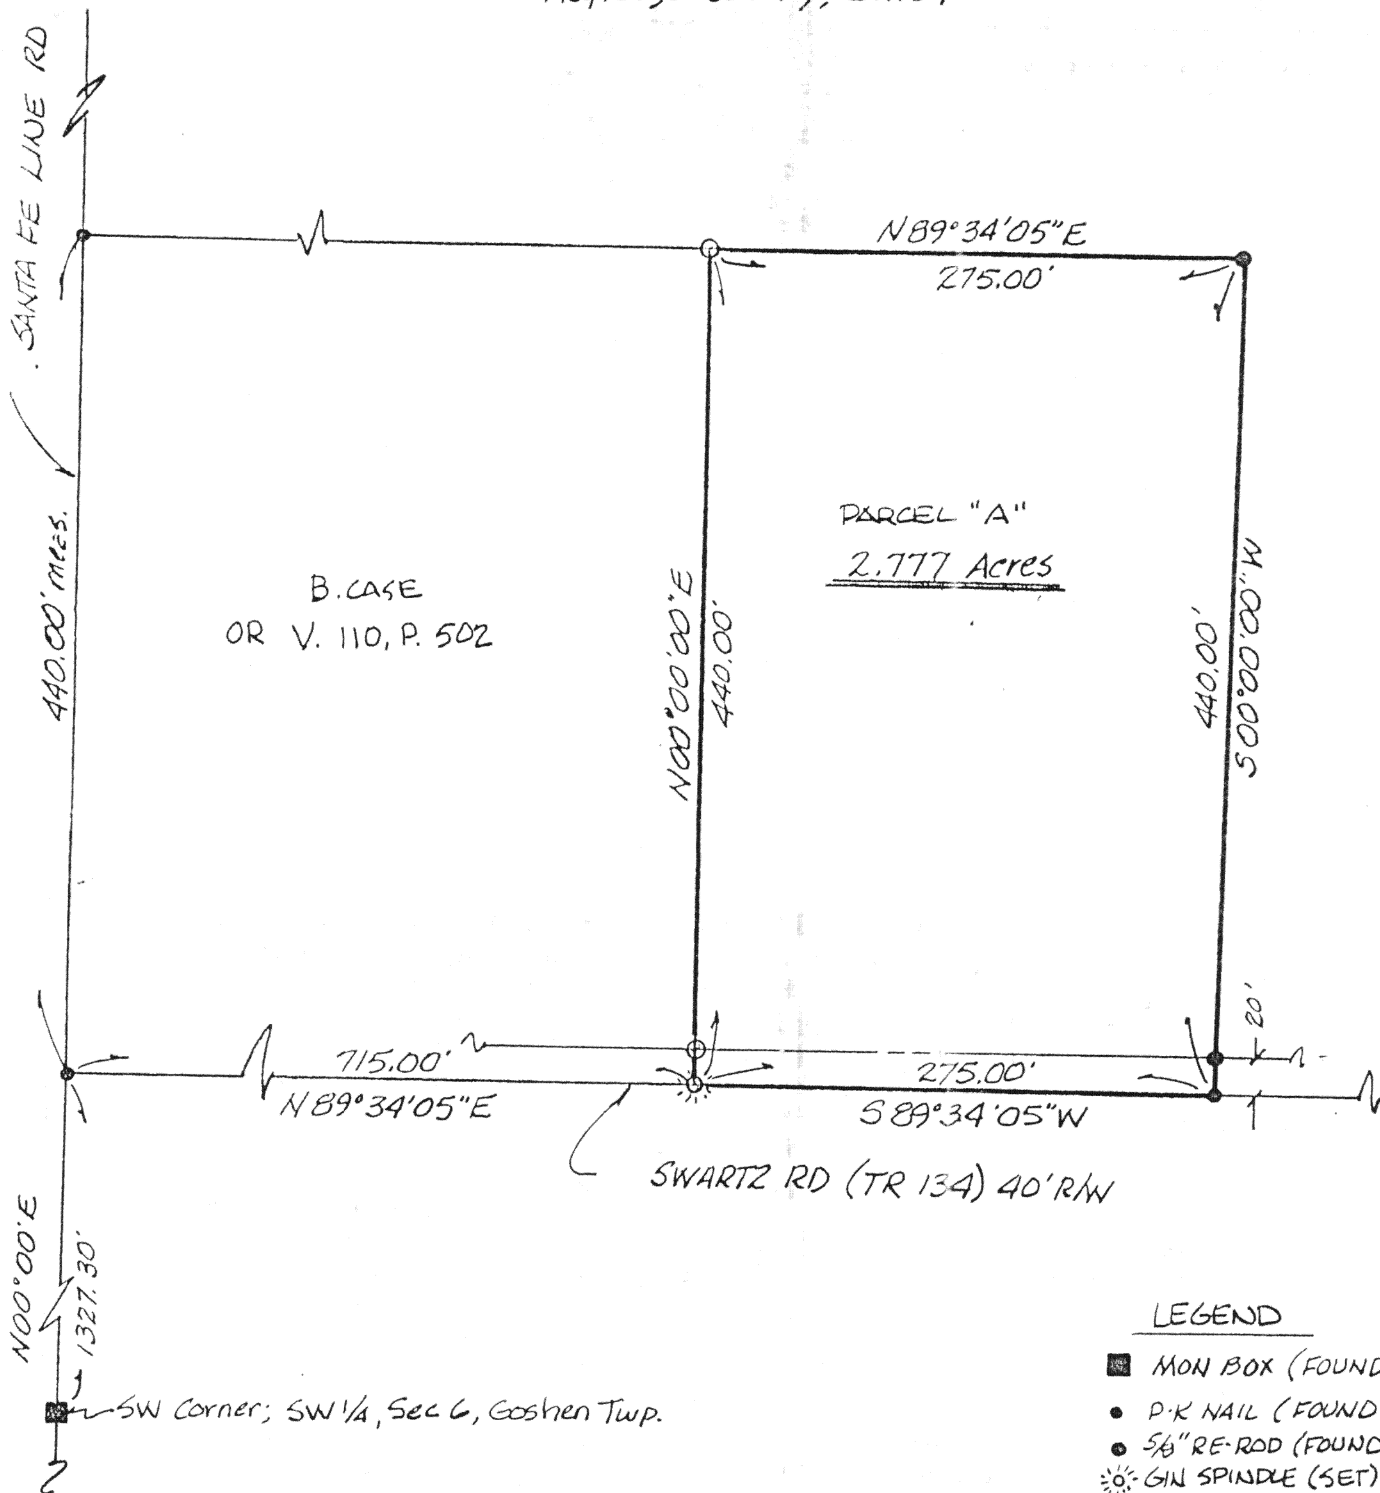 SANTA FE LINE RD
N89°34'05"E
275.00'
PARCEL "A"
2.777 Acres
B. CASE
OR V. 110, P. 502
440.00' meas.
N00°00'00"E
440.00'
440.00'
S00°00'00"W
20'
715.00'
N89°34'05"E
275.00'
S89°34'05"W
SWARTZ RD (TR 134) 40' R/W
N00°00'E
1327.30'
SW Corner; SW 1/4, Sec 6, Goshen Twp.
LEGEND
MON BOX (FOUND
P.K NAIL (FOUND
5/8" RE-ROD (FOUND
GIN SPINDLE (SET)